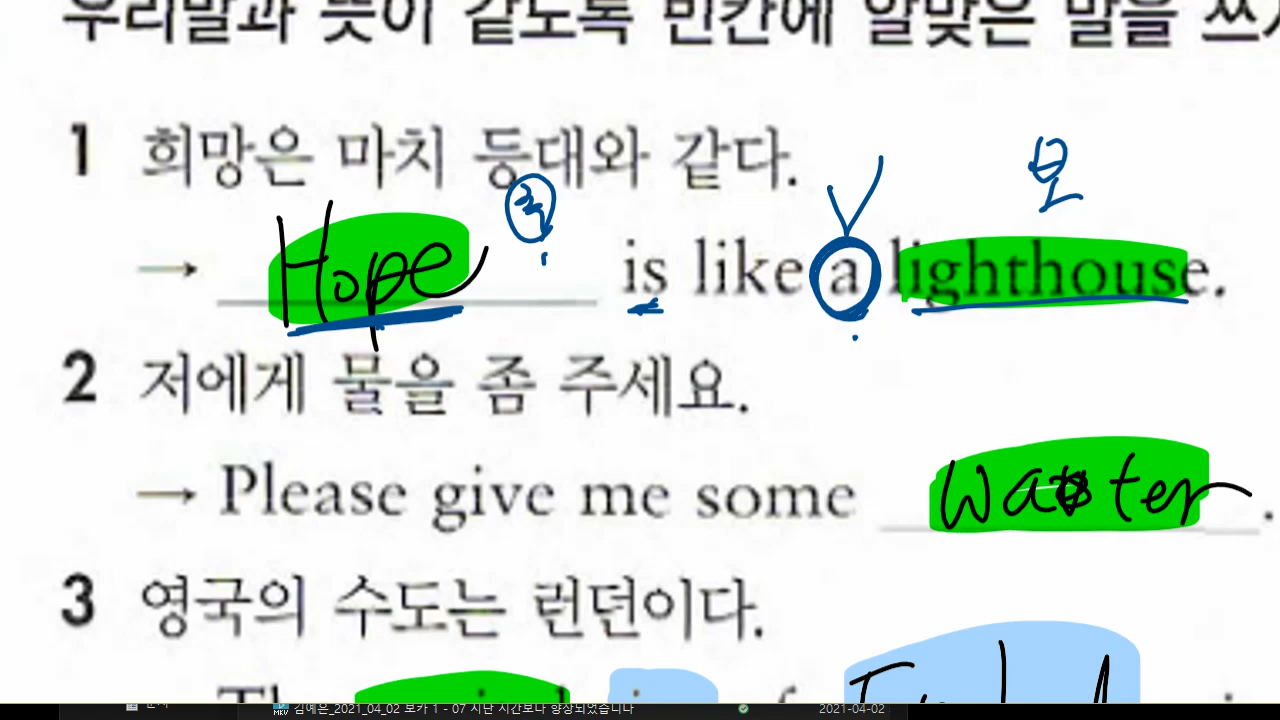 우리말과 뜻이 같도록 빈칸에 알맞은 말을 쓰
1 희망은 마치 등대와 같다.
주 보
→ Hope is like a lighthouse.
2 저에게 물을 좀 주세요.
→ Please give me some water.
3 영국의 수도는 런던이다.
김예은_2021_04_02 보카 1 - 07 지난 시간보다 향상되었습니다 2021-04-02